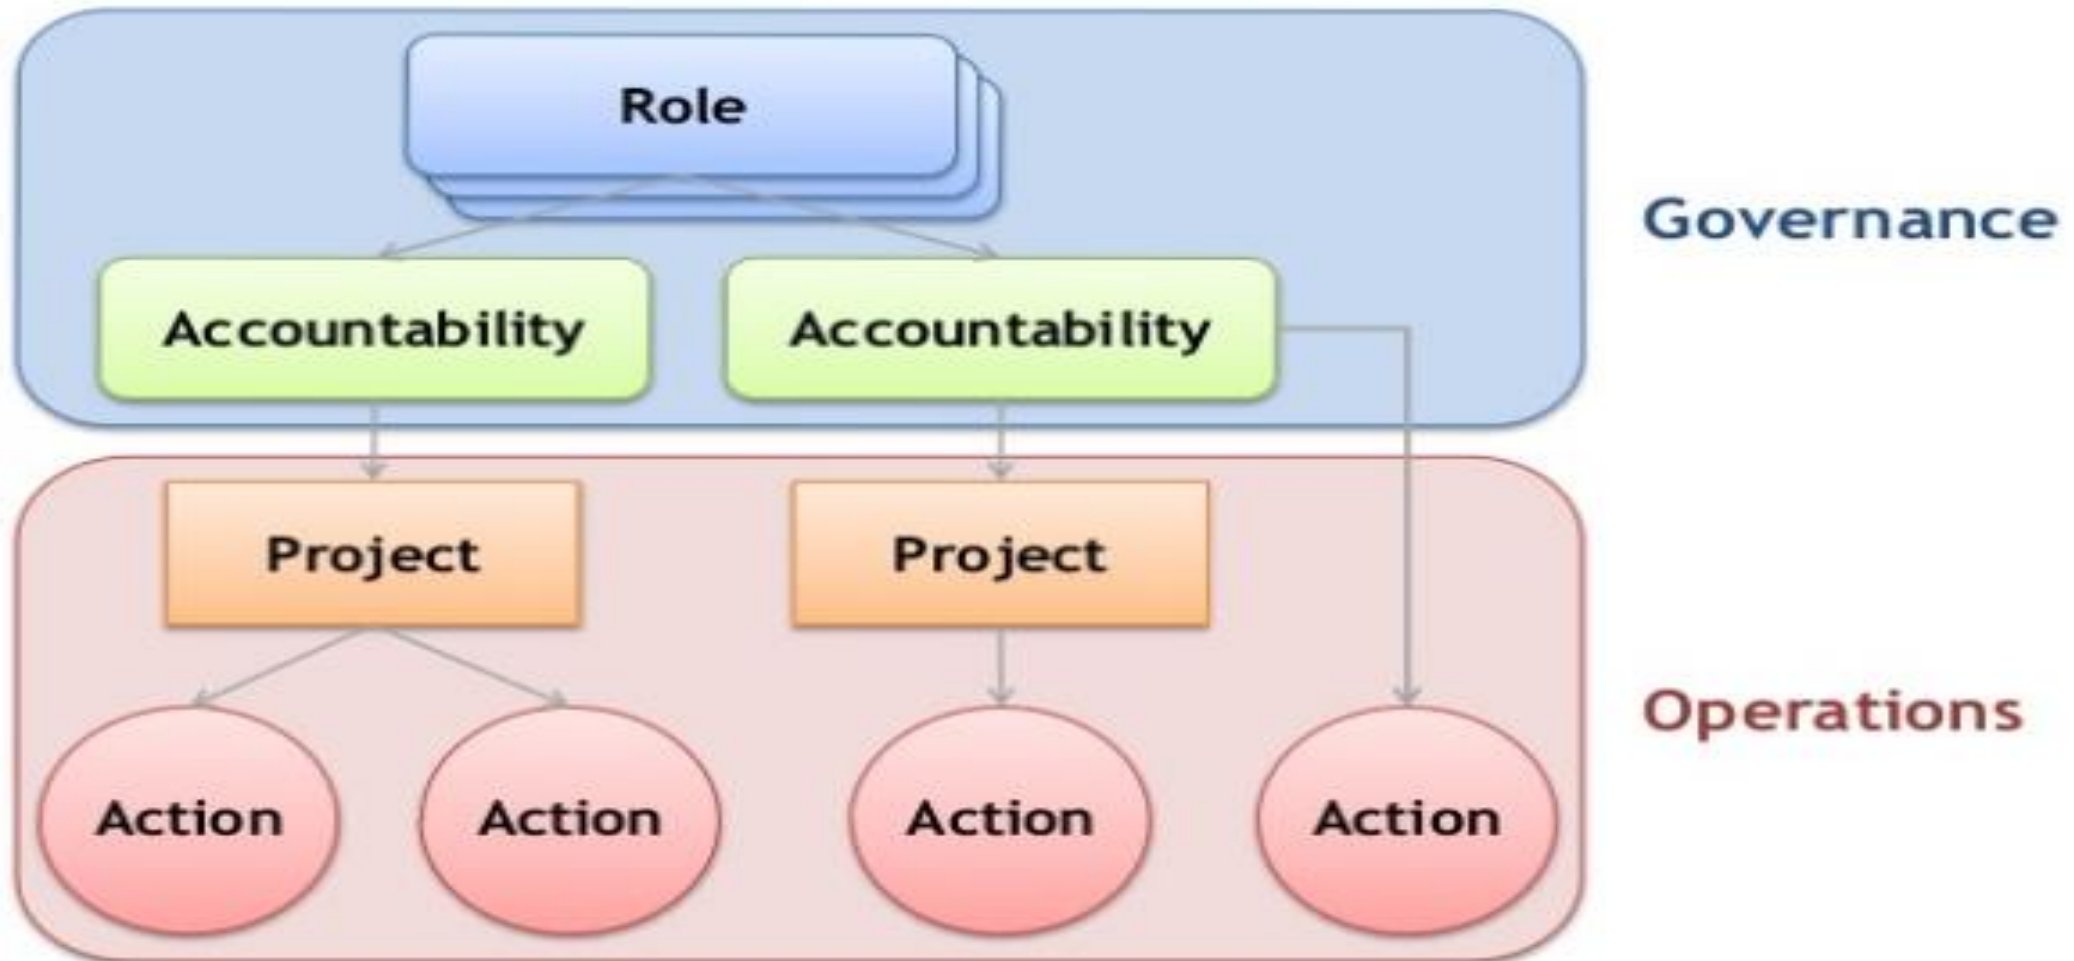 Role
Governance
Accountability
Accountability
Project
Project
Operations
Action
Action
Action
Action